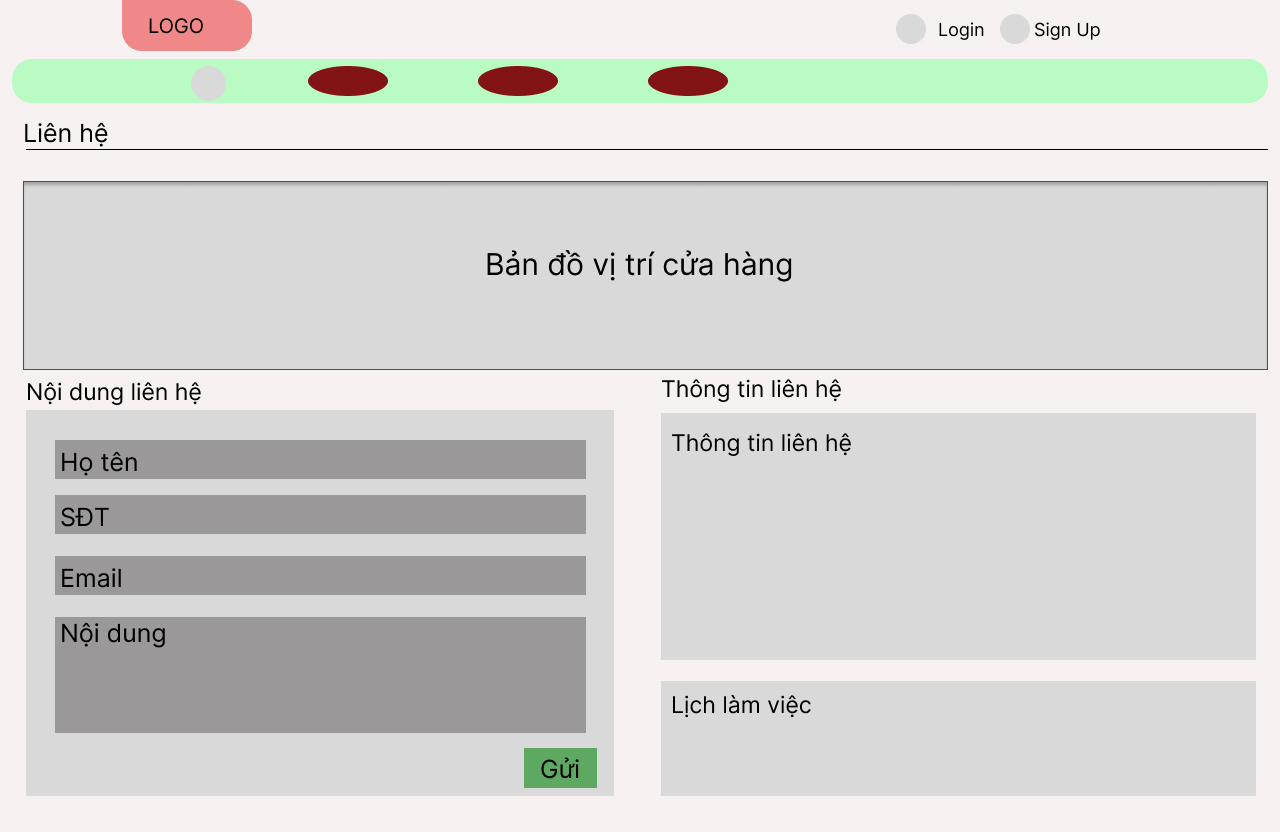 LOGO
Login
Sign Up
Liên hệ
Bản đồ vị trí cửa hàng
Nội dung liên hệ
Họ tên
SĐT
Email
Nội dung
Gửi
Thông tin liên hệ
Thông tin liên hệ
Lịch làm việc